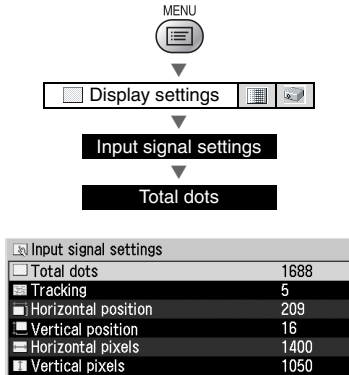 MENU
Display settings
Input signal settings
Total dots
Input signal settings
Total dots 1688
Tracking 5
Horizontal position 209
Vertical position 16
Horizontal pixels 1400
Vertical pixels 1050